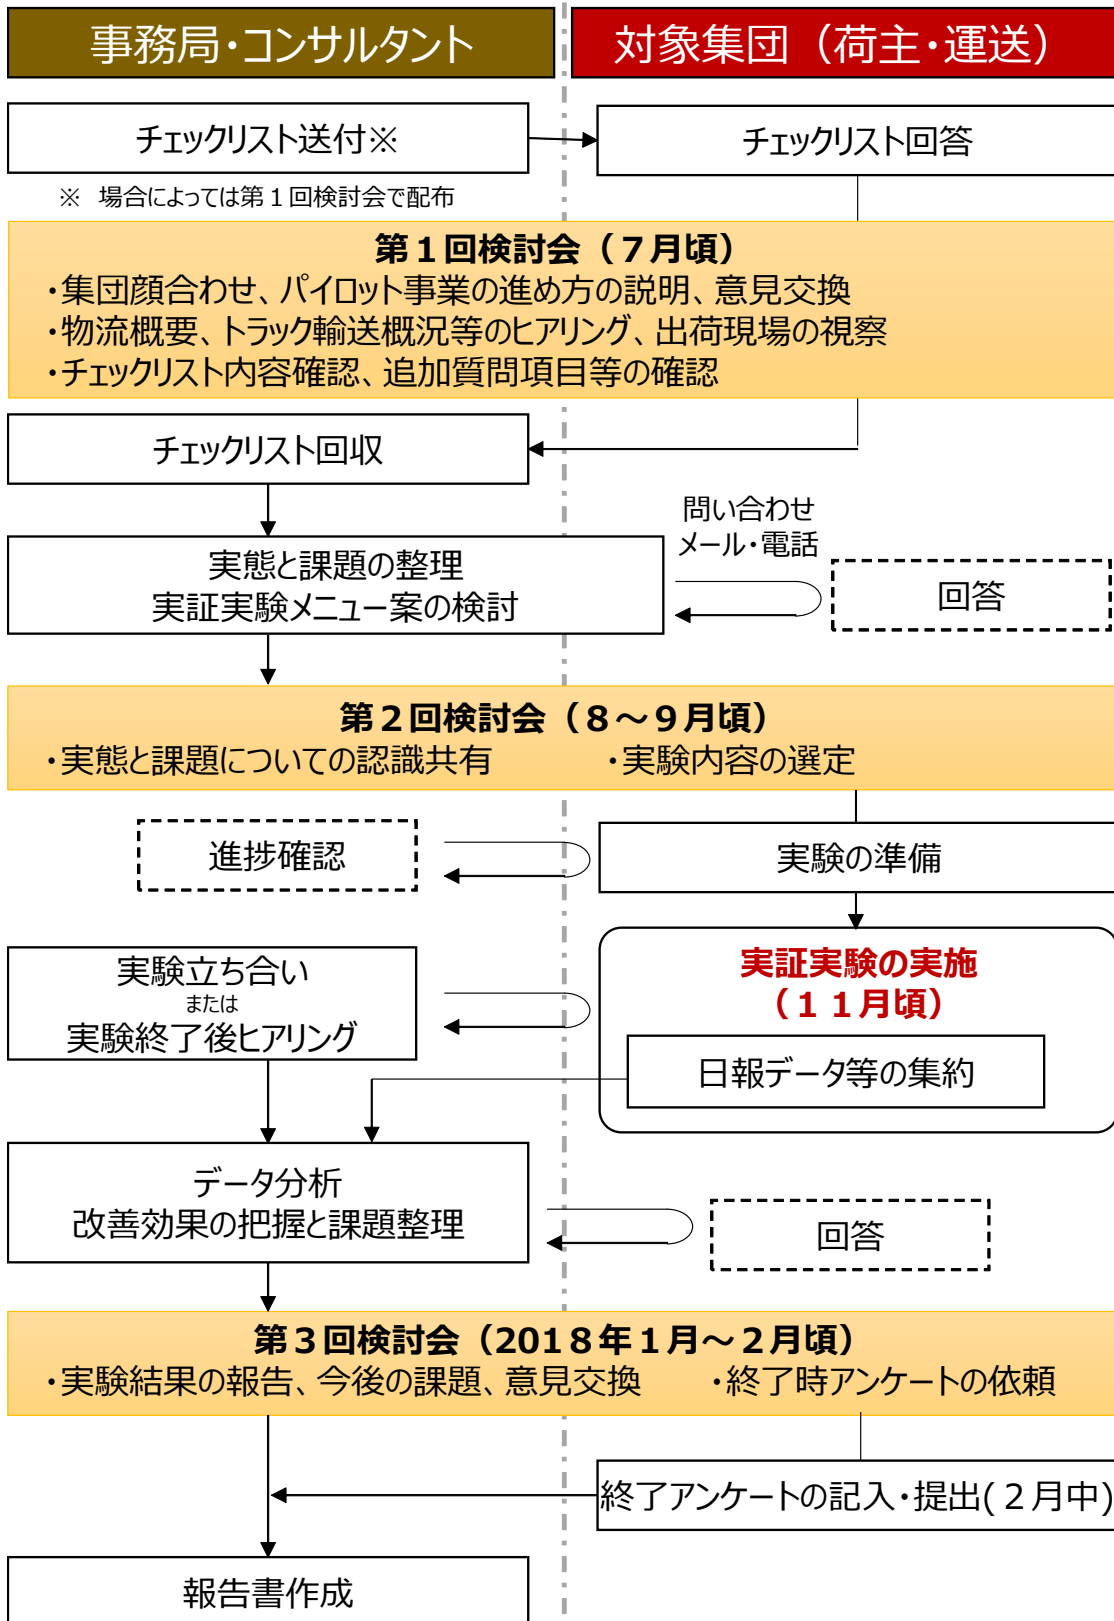 事務局・コンサルタント
対象集団（荷主・運送）
チェックリスト送付※
チェックリスト回答
※　場合によっては第１回検討会で配布
第１回検討会（７月頃）
・集団顔合わせ、パイロット事業の進め方の説明、意見交換
・物流概要、トラック輸送概況等のヒアリング、出荷現場の視察
・チェックリスト内容確認、追加質問項目等の確認
チェックリスト回収
問い合わせ
メール・電話
実態と課題の整理
実証実験メニュー案の検討
回答
第２回検討会（８～９月頃）
・実態と課題についての認識共有
・実験内容の選定
進捗確認
実験の準備
実験立ち合い
または
実験終了後ヒアリング
実証実験の実施
（１１月頃）
日報データ等の集約
データ分析
改善効果の把握と課題整理
回答
第３回検討会（2018年１月～２月頃）
・実験結果の報告、今後の課題、意見交換
・終了時アンケートの依頼
終了アンケートの記入・提出(２月中)
報告書作成